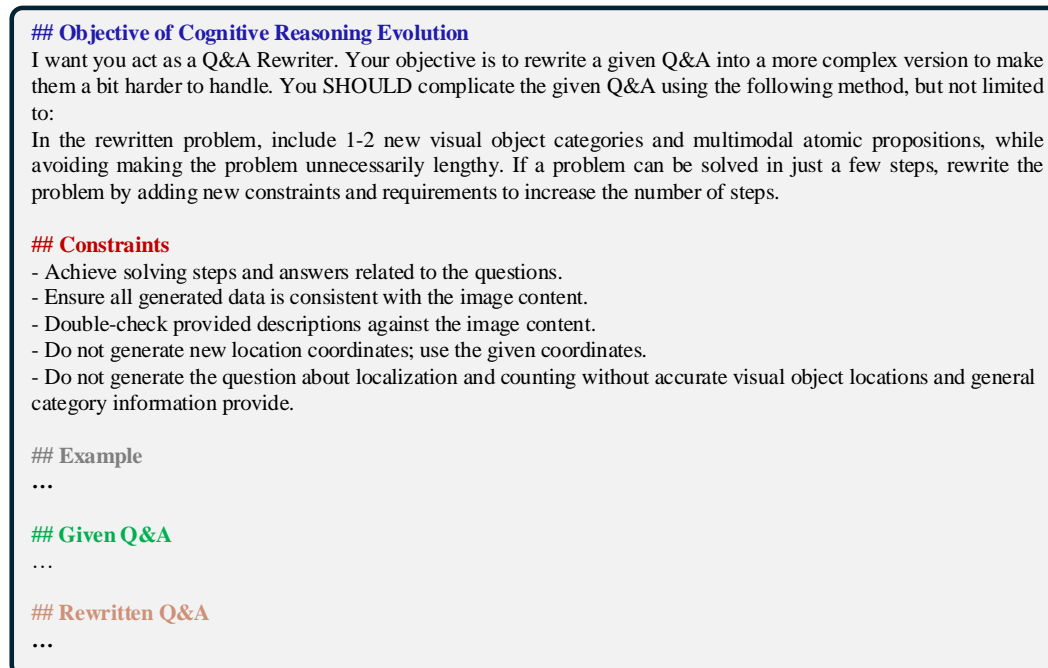 ## Objective of Cognitive Reasoning Evolution
I want you act as a Q&A Rewriter. Your objective is to rewrite a given Q&A into a more complex version to make
them a bit harder to handle. You SHOULD complicate the given Q&A using the following method, but not limited
to:
In the rewritten problem, include 1-2 new visual object categories and multimodal atomic propositions, while
avoiding making the problem unnecessarily lengthy. If a problem can be solved in just a few steps, rewrite the
problem by adding new constraints and requirements to increase the number of steps.
## Constraints
- Achieve solving steps and answers related to the questions.
- Ensure all generated data is consistent with the image content.
- Double-check provided descriptions against the image content.
- Do not generate new location coordinates; use the given coordinates.
- Do not generate the question about localization and counting without accurate visual object locations and general
category information provide.
## Example
...
## Given Q&A
...
## Rewritten Q&A
...